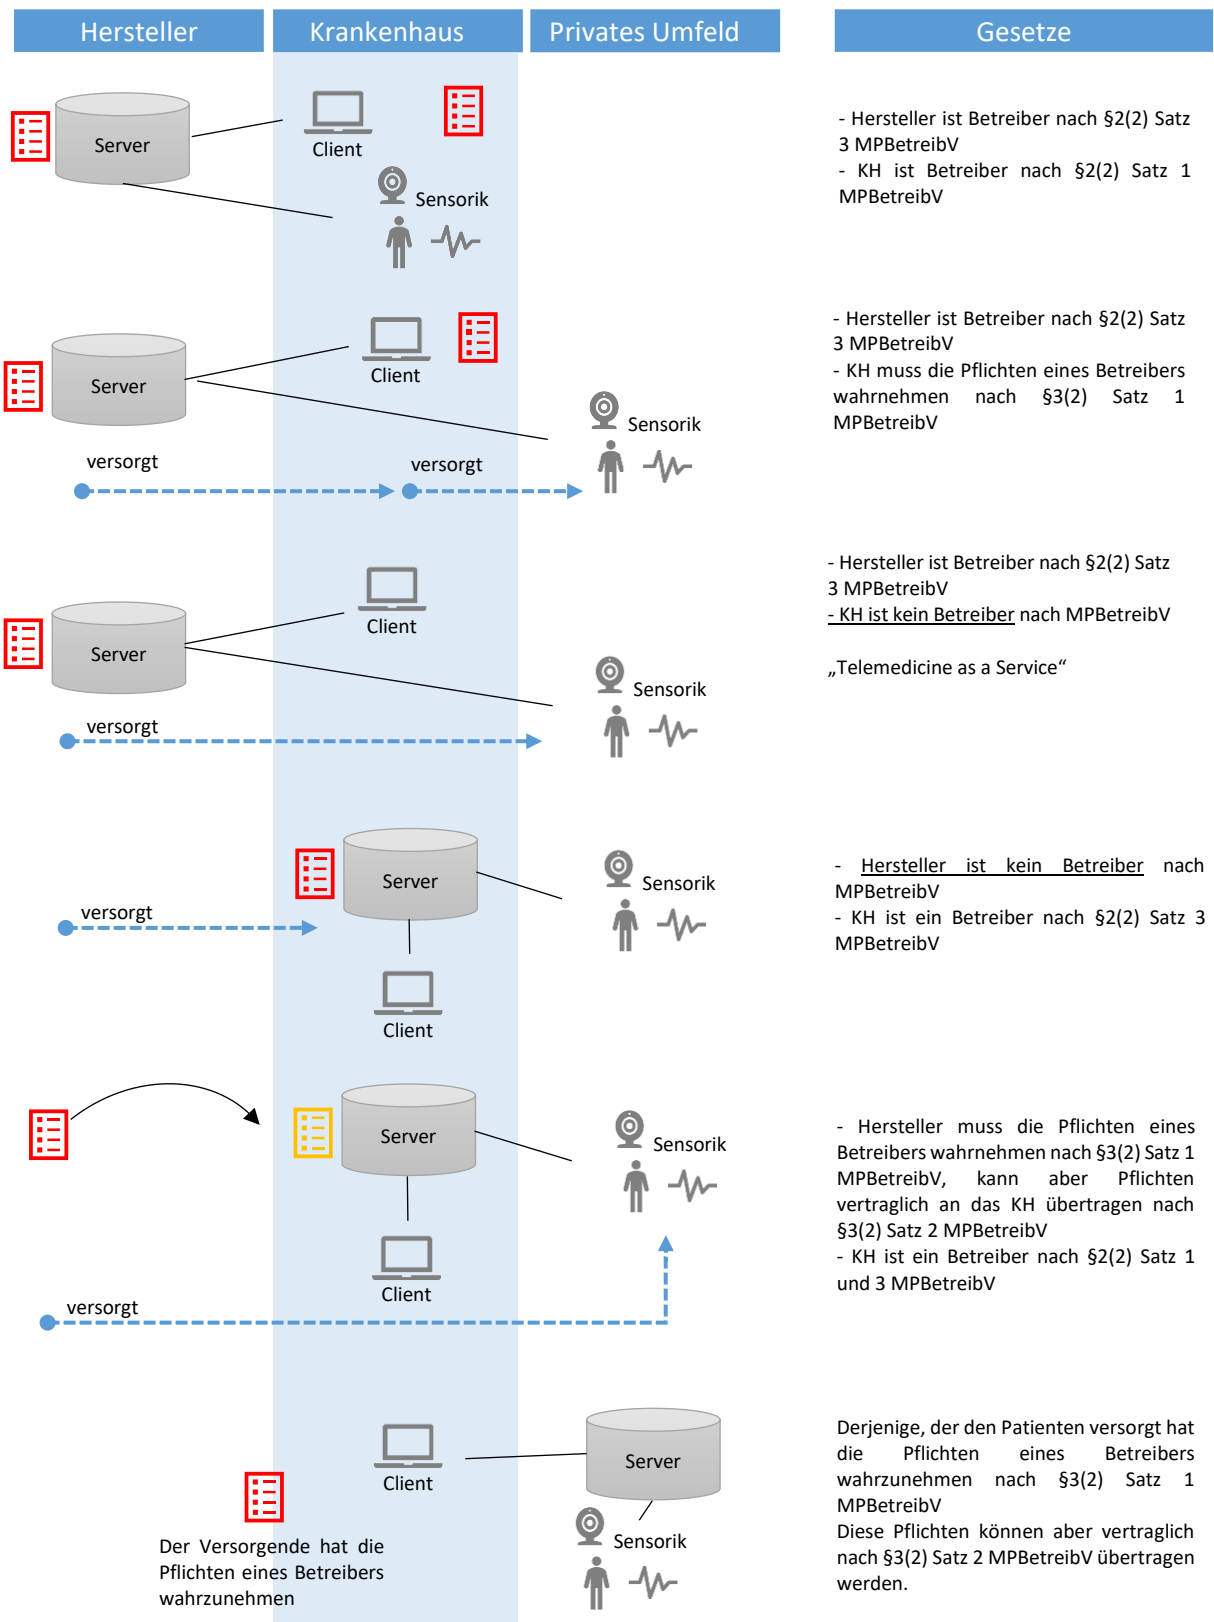 Hersteller
Krankenhaus
Privates Umfeld
Gesetze
Server
Client
Sensorik
- Hersteller ist Betreiber nach §2(2) Satz
3 MPBetreibV
- KH ist Betreiber nach §2(2) Satz 1
MPBetreibV
Server
Client
Sensorik
versorgt
versorgt
- Hersteller ist Betreiber nach §2(2) Satz
3 MPBetreibV
- KH muss die Pflichten eines Betreibers
wahrnehmen nach §3(2) Satz 1
MPBetreibV
Server
Client
Sensorik
versorgt
- Hersteller ist Betreiber nach §2(2) Satz
3 MPBetreibV
- KH ist kein Betreiber nach MPBetreibV
„Telemedicine as a Service“
Server
Sensorik
versorgt
Client
- Hersteller ist kein Betreiber nach
MPBetreibV
- KH ist ein Betreiber nach §2(2) Satz 3
MPBetreibV
Server
Sensorik
Client
versorgt
- Hersteller muss die Pflichten eines
Betreibers wahrnehmen nach §3(2) Satz 1
MPBetreibV, kann aber Pflichten
vertraglich an das KH übertragen nach
§3(2) Satz 2 MPBetreibV
- KH ist ein Betreiber nach §2(2) Satz 1
und 3 MPBetreibV
Client
Server
Sensorik
Der Versorgende hat die
Pflichten eines Betreibers
wahrzunehmen
Derjenige, der den Patienten versorgt hat
die Pflichten eines Betreibers
wahrzunehmen nach §3(2) Satz 1
MPBetreibV
Diese Pflichten können aber vertraglich
nach §3(2) Satz 2 MPBetreibV übertragen
werden.